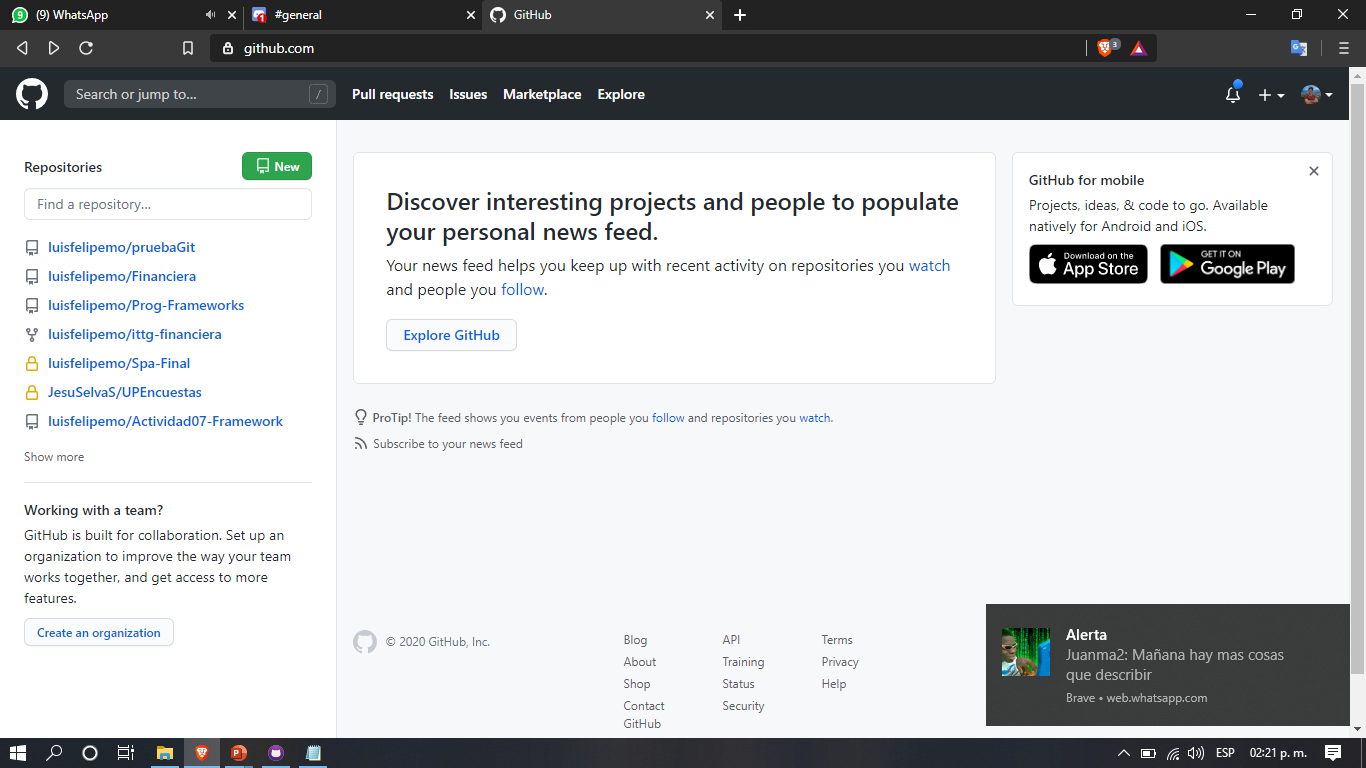 (9) WhatsApp
#general
GitHub
github.com
3
Search or jump to...
/
Pull requests
Issues
Marketplace
Explore
Repositories
New
Find a repository...
luisfelipemo/pruebaGit
luisfelipemo/Financiera
luisfelipemo/Prog-Frameworks
luisfelipemo/ittg-financiera
luisfelipemo/Spa-Final
JesuSelvaS/UPEncuestas
luisfelipemo/Actividad07-Framework
Show more
Working with a team?
GitHub is built for collaboration. Set up an
organization to improve the way your team
works together, and get access to more
features.
Create an organization
Discover interesting projects and people to populate
your personal news feed.
Your news feed helps you keep up with recent activity on repositories you watch
and people you follow.
Explore GitHub
ProTip! The feed shows you events from people you follow and repositories you watch.
Subscribe to your news feed
GitHub for mobile
Projects, ideas, & code to go. Available
natively for Android and iOS.
Download on the
App Store
GET IT ON
Google Play
© 2020 GitHub, Inc.
Blog
About
Shop
Contact
GitHub
API
Training
Status
Security
Terms
Privacy
Help
Alerta
Juanma2: Mañana hay mas cosas
que describir
Brave • web.whatsapp.com
ESP
02:21 p. m.